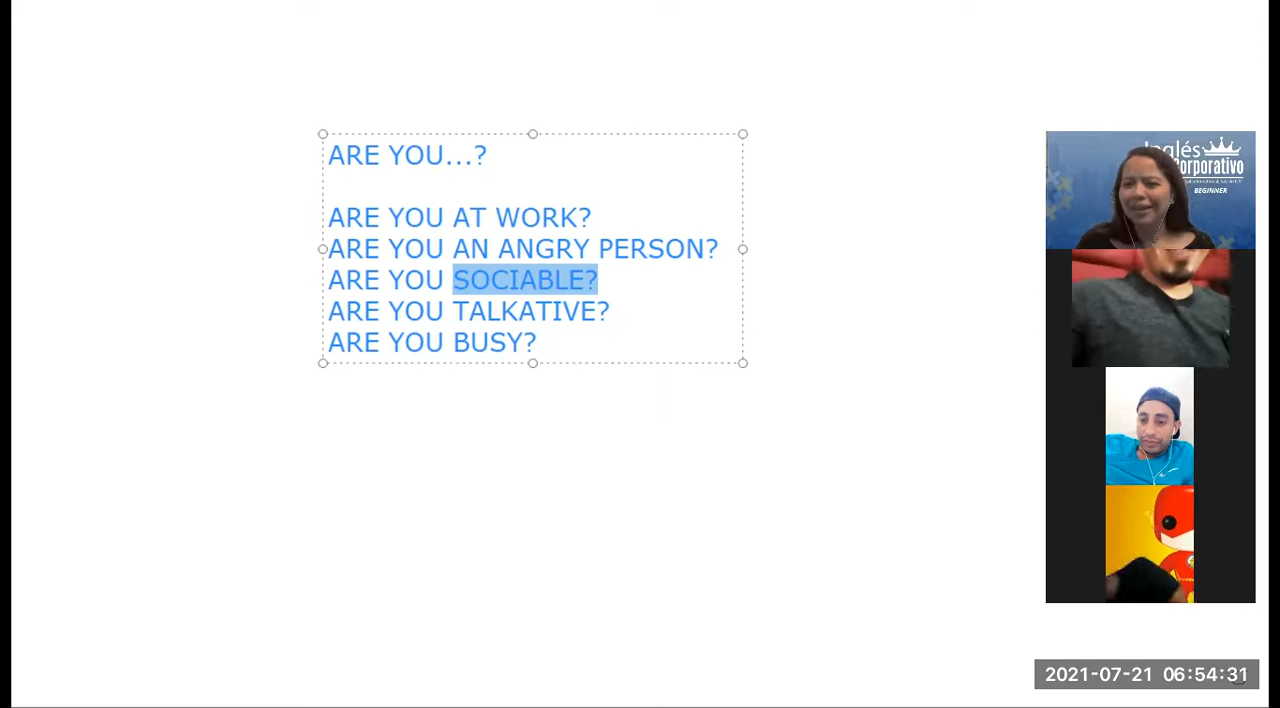 ARE YOU...?
ARE YOU AT WORK?
ARE YOU AN ANGRY PERSON?
ARE YOU SOCIABLE?
ARE YOU TALKATIVE?
ARE YOU BUSY?
Inglés
Corporativo
BEGINNER
2021-07-21 06:54:31